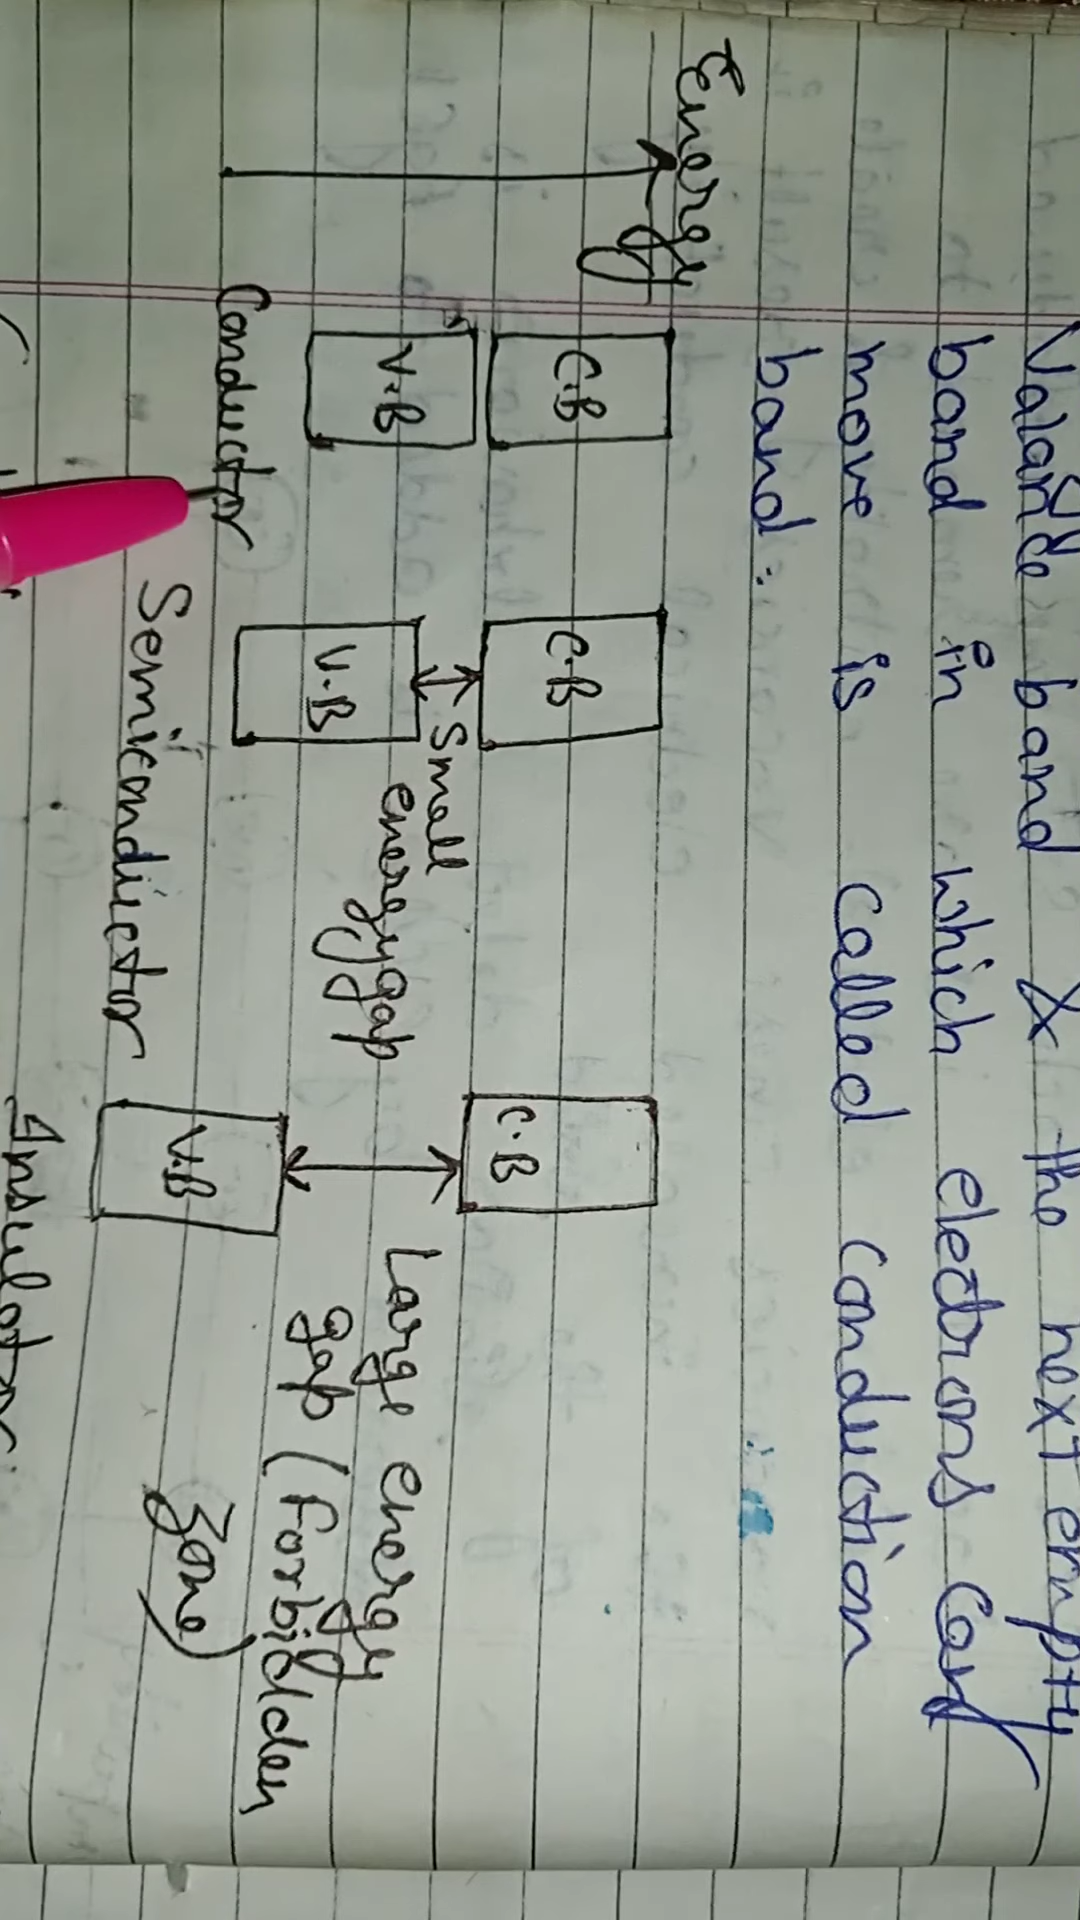 Valance band & the next empty
band in which electrons can
move is called conduction
band:
Energy
C.B
C.B
C.B
V.B
Small
energy gap
V.B
Large energy
gap (Forbidden
Zone)
V.B
Conductor
Semiconductor
Insulator